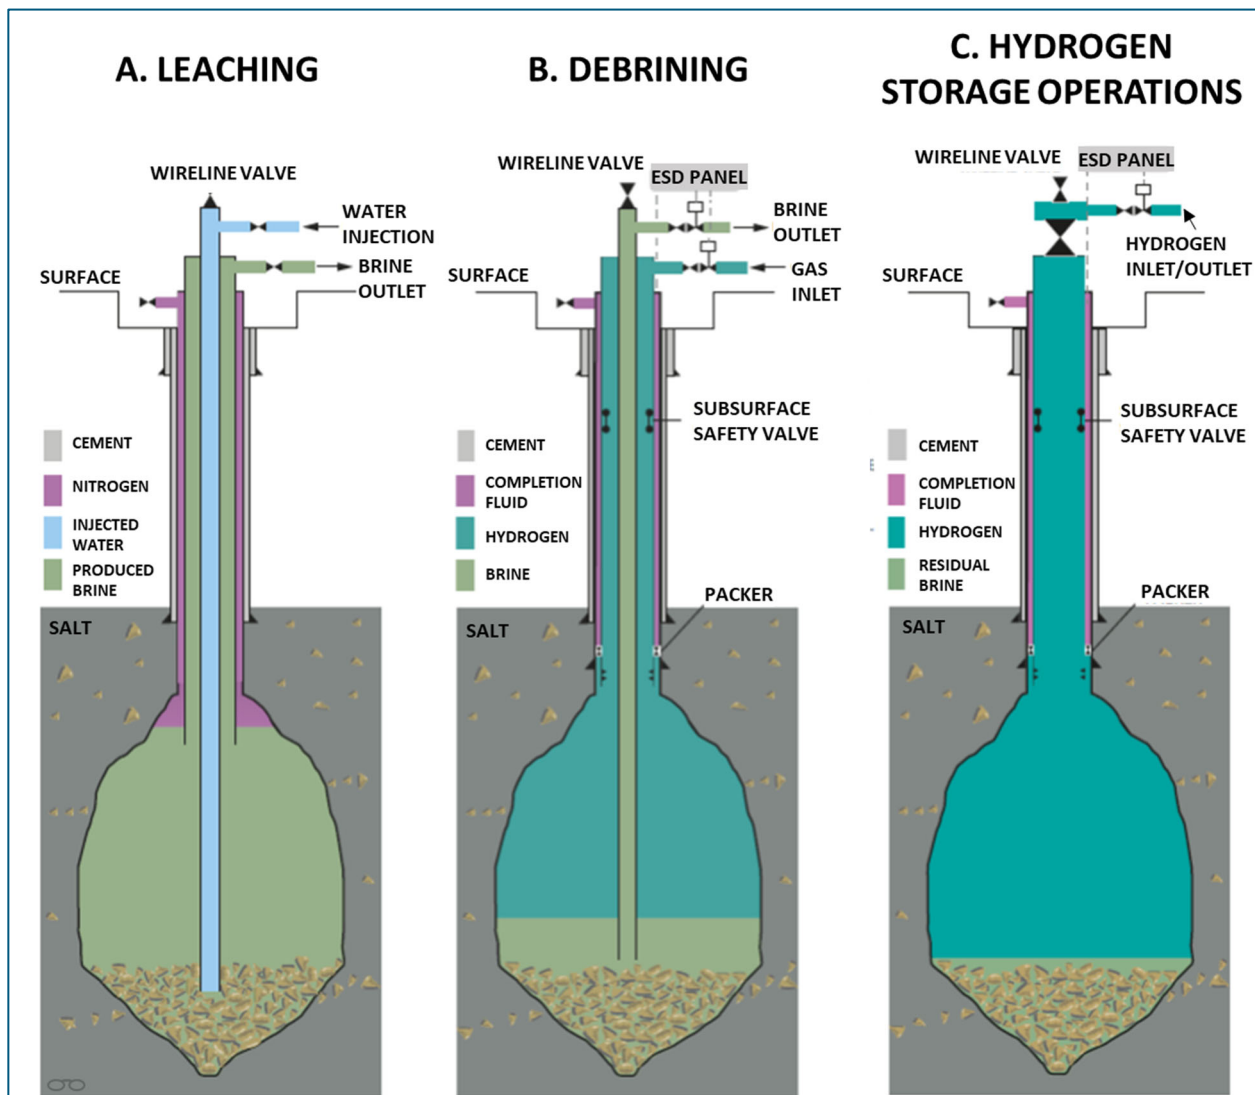 A. LEACHING
WIRELINE VALVE
WATER
INJECTION
BRINE
OUTLET
SURFACE
CEMENT
NITROGEN
INJECTED
WATER
PRODUCED
BRINE
SALT
B. DEBRINING
WIRELINE VALVE
ESD PANEL
BRINE
OUTLET
GAS
INLET
SURFACE
SUBSURFACE
SAFETY VALVE
CEMENT
COMPLETION
FLUID
HYDROGEN
BRINE
PACKER
SALT
C. HYDROGEN
STORAGE OPERATIONS
WIRELINE VALVE
ESD PANEL
HYDROGEN
INLET/OUTLET
SURFACE
SUBSURFACE
SAFETY VALVE
CEMENT
COMPLETION
FLUID
HYDROGEN
RESIDUAL
BRINE
PACKER
SALT